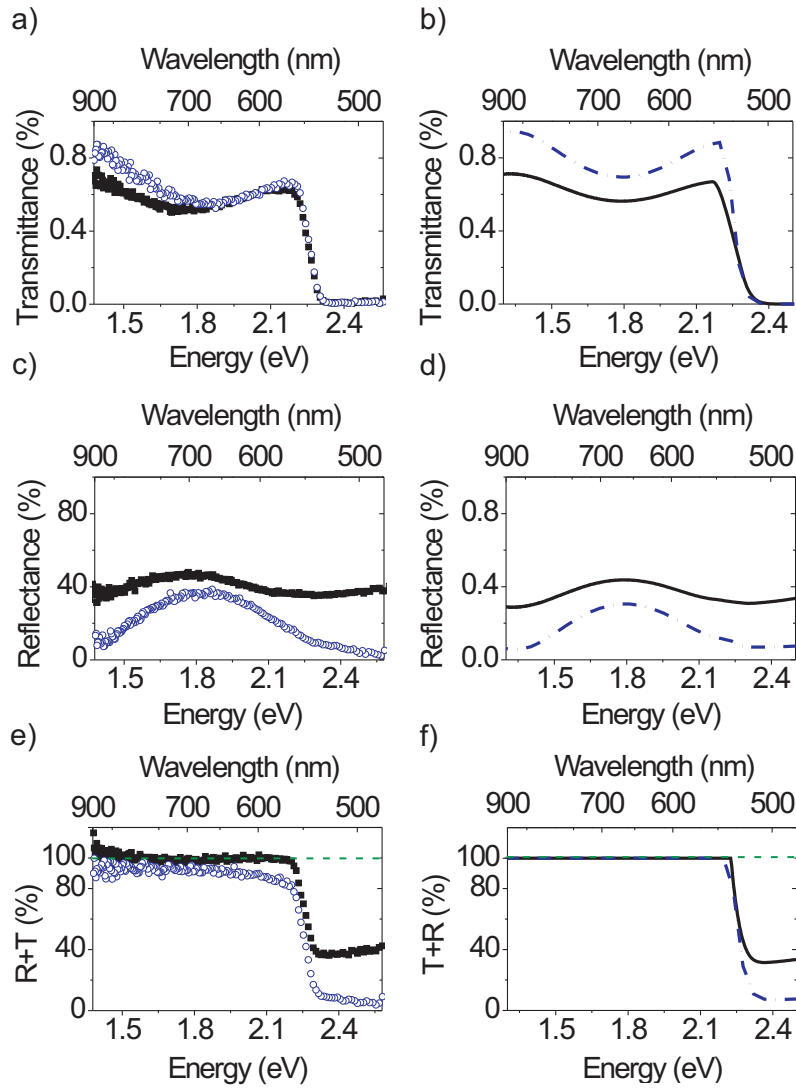 a)
Wavelength (nm)
900 700 600 500
Transmittance (%)
0.8
0.4
0.0
1.5 1.8 2.1 2.4
Energy (eV)
b)
Wavelength (nm)
900 700 600 500
Transmittance (%)
0.8
0.4
0.0
1.5 1.8 2.1 2.4
Energy (eV)
c)
Wavelength (nm)
900 700 600 500
Reflectance (%)
80
40
0
1.5 1.8 2.1 2.4
Energy (eV)
d)
Wavelength (nm)
900 700 600 500
Reflectance (%)
0.8
0.4
0.0
1.5 1.8 2.1 2.4
Energy (eV)
e)
Wavelength (nm)
900 700 600 500
R+T (%)
100
80
40
0
1.5 1.8 2.1 2.4
Energy (eV)
f)
Wavelength (nm)
900 700 600 500
T+R (%)
100
80
40
0
1.5 1.8 2.1 2.4
Energy (eV)